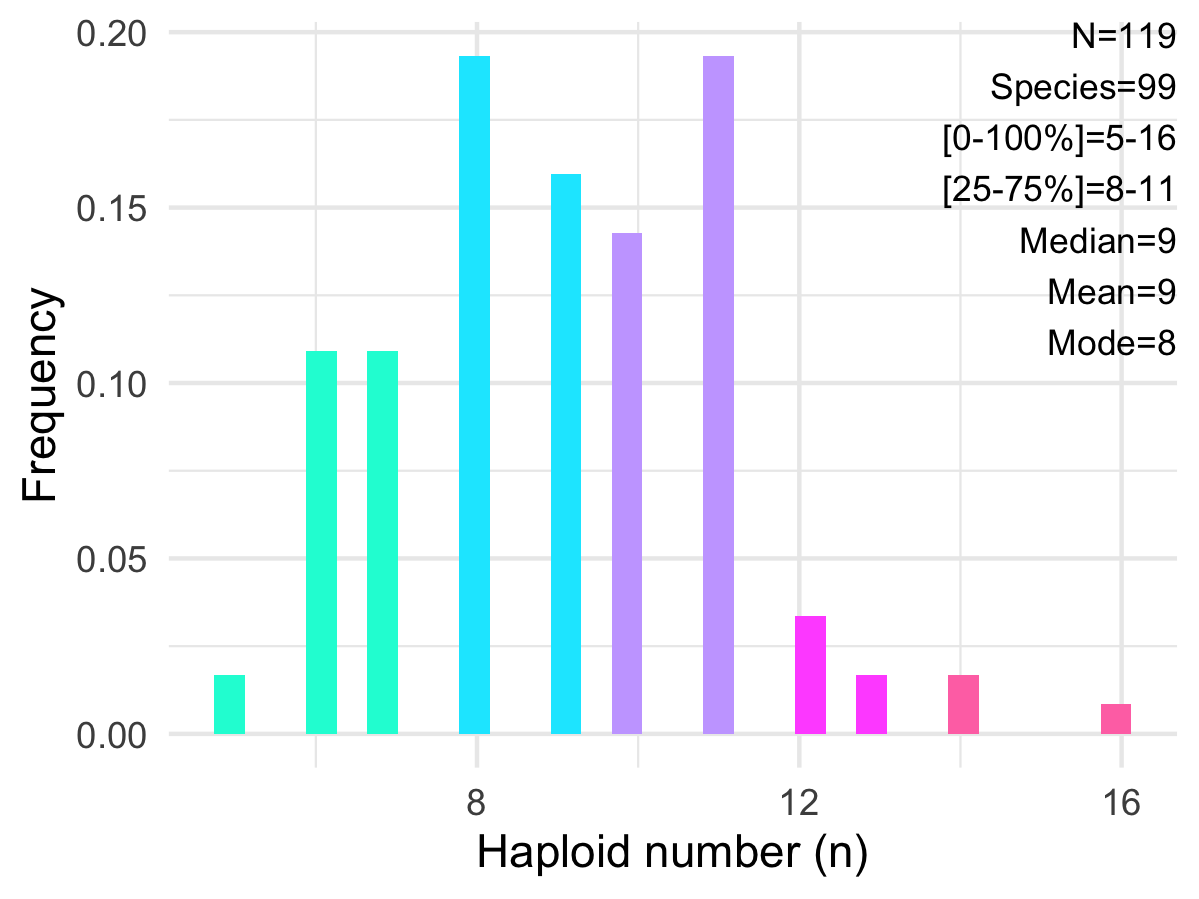 0.20
0.15
0.10
0.05
0.00
Frequency
8 12 16
Haploid number (n)
N=119
Species=99
[0-100%]=5-16
[25-75%]=8-11
Median=9
Mean=9
Mode=8